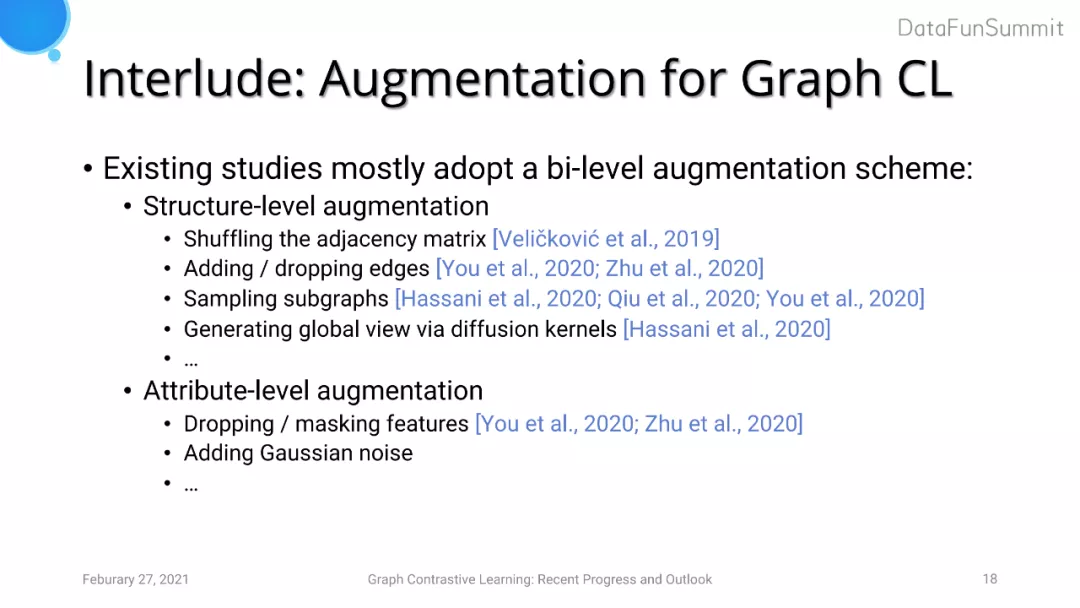 DataFunSummit
Interlude: Augmentation for Graph CL
• Existing studies mostly adopt a bi-level augmentation scheme:
• Structure-level augmentation
• Shuffling the adjacency matrix [Veličković et al., 2019]
• Adding / dropping edges [You et al., 2020; Zhu et al., 2020]
• Sampling subgraphs [Hassani et al., 2020; Qiu et al., 2020; You et al., 2020]
• Generating global view via diffusion kernels [Hassani et al., 2020]
• …
• Attribute-level augmentation
• Dropping / masking features [You et al., 2020; Zhu et al., 2020]
• Adding Gaussian noise
• …
Feburary 27, 2021 Graph Contrastive Learning: Recent Progress and Outlook 18